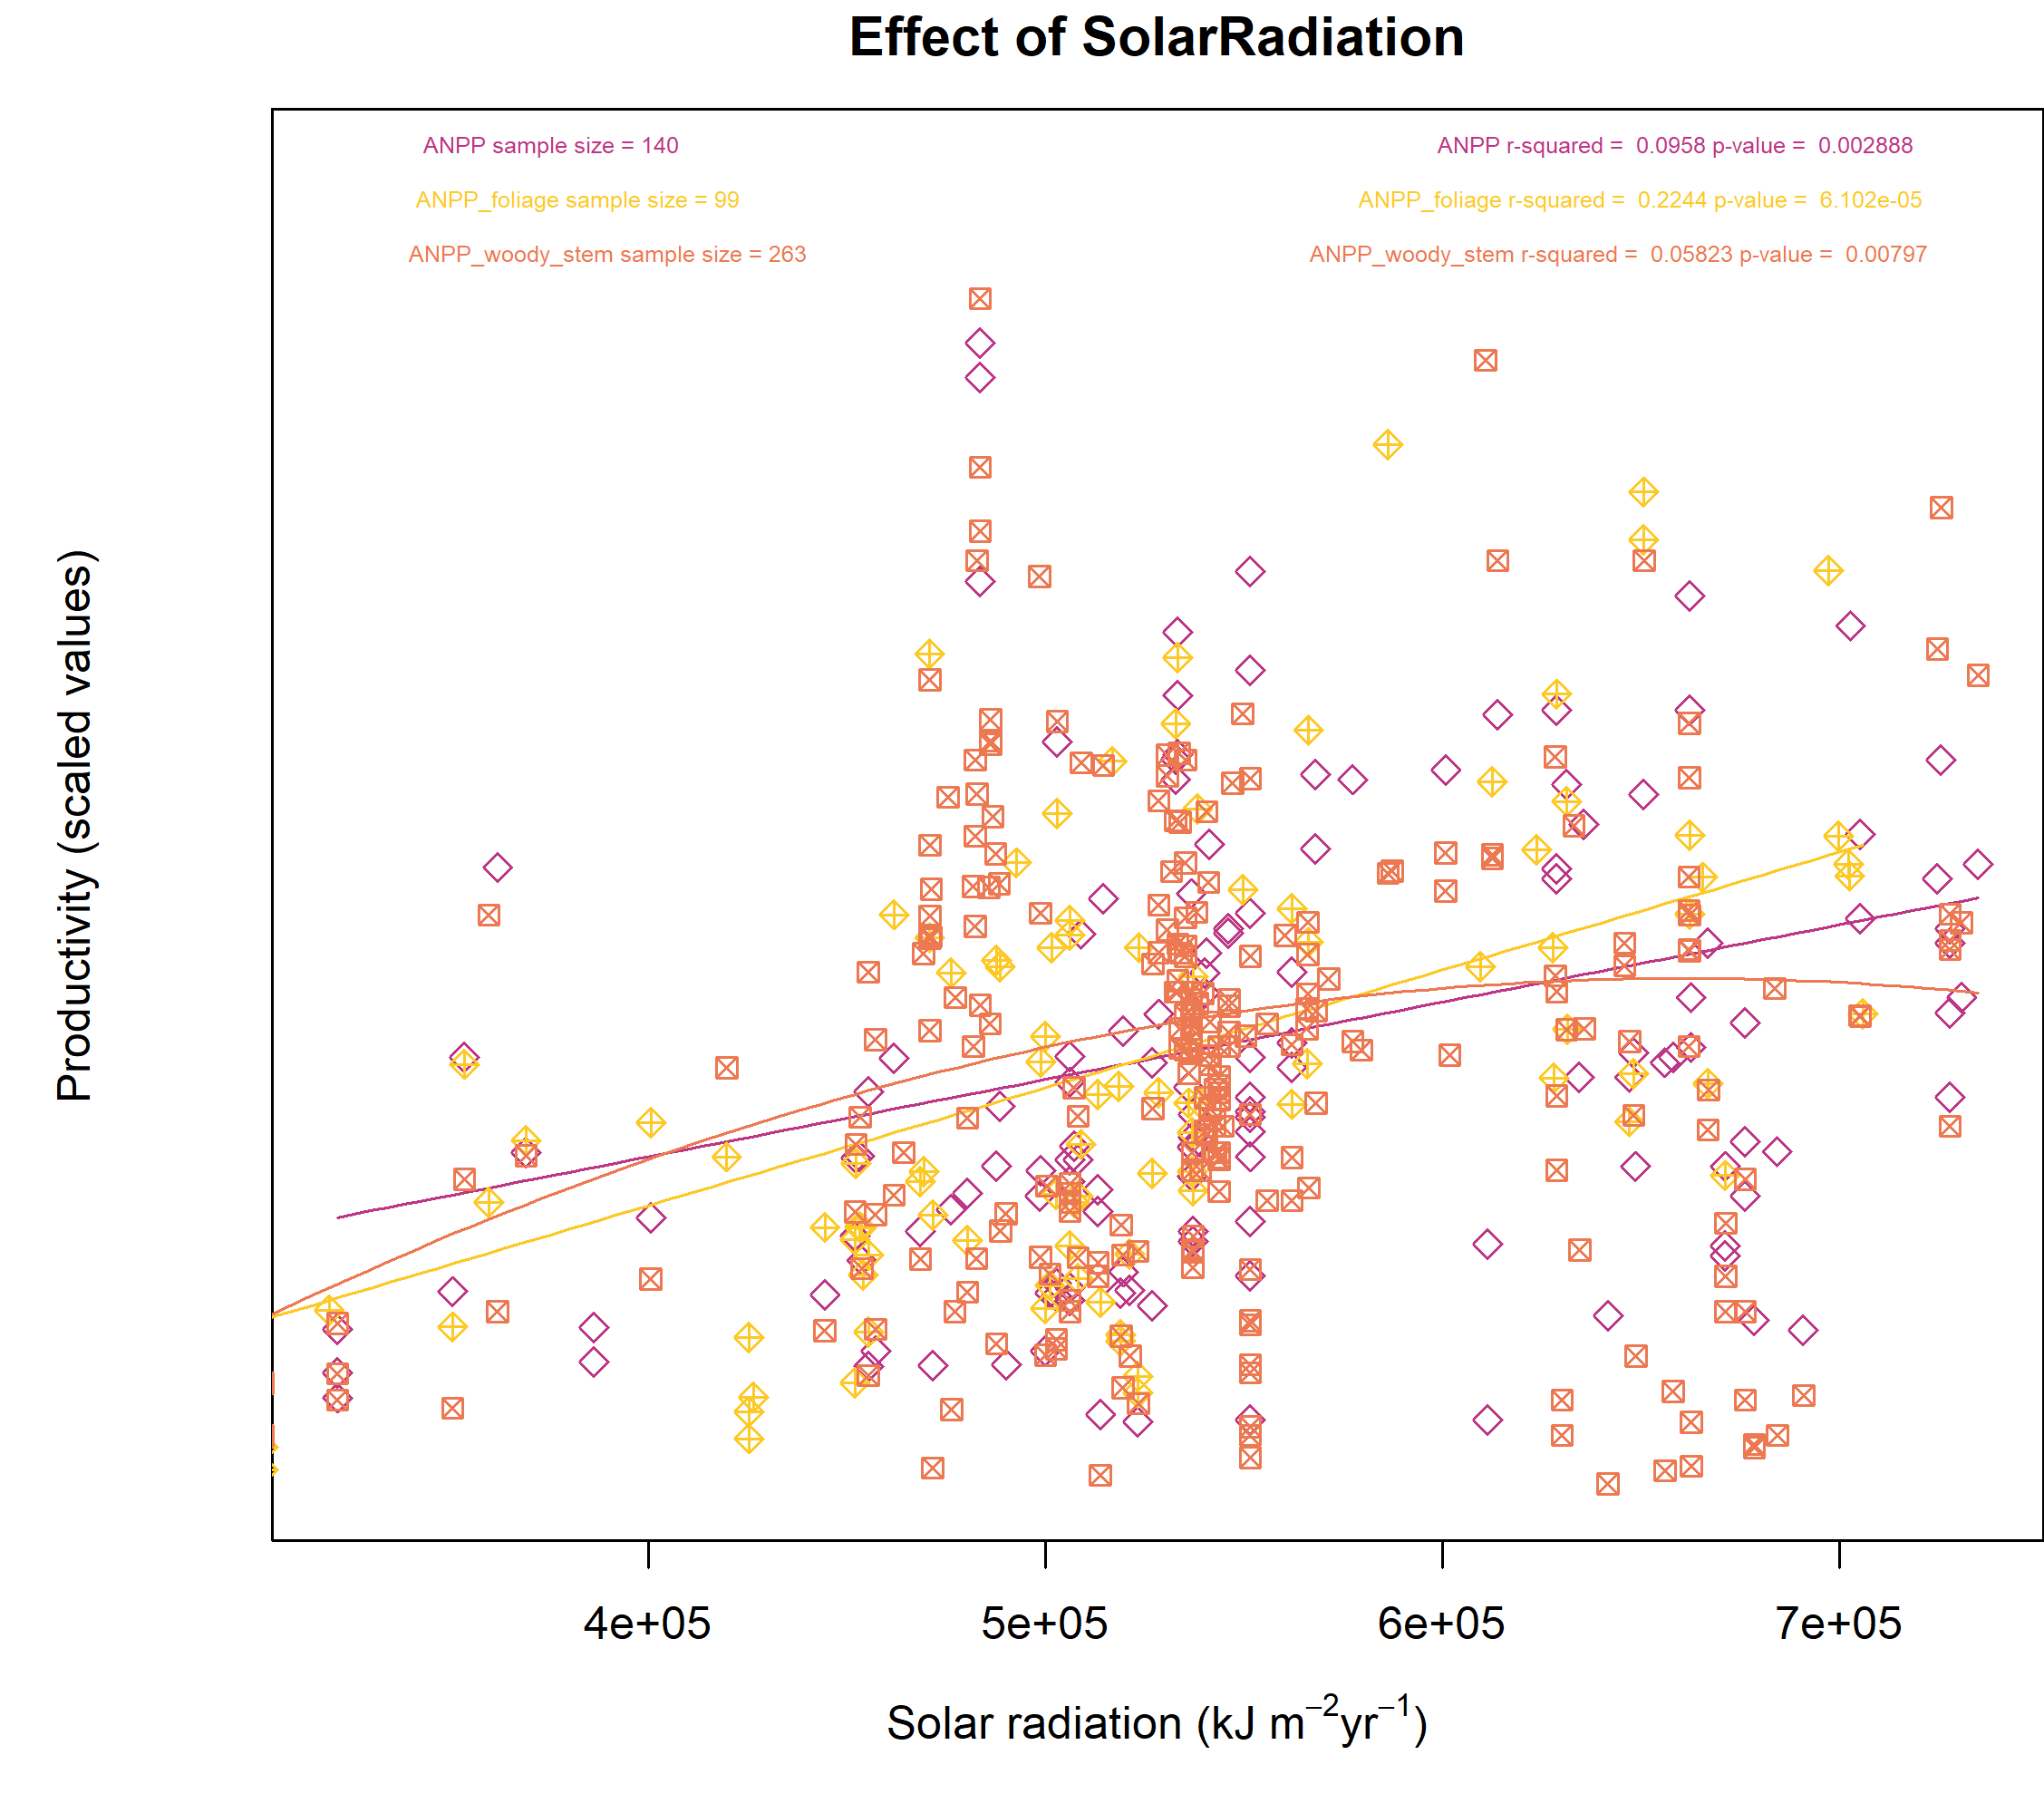 Effect of SolarRadiation
ANPP sample size = 140
ANPP r-squared =  0.0958 p-value =  0.002888
ANPP_foliage sample size = 99
ANPP_foliage r-squared =  0.2244 p-value =  6.102e-05
ANPP_woody_stem sample size = 263
ANPP_woody_stem r-squared =  0.05823 p-value =  0.00797
Productivity (scaled values)
4e+05 5e+05 6e+05 7e+05
Solar radiation (kJ m⁻²yr⁻¹)